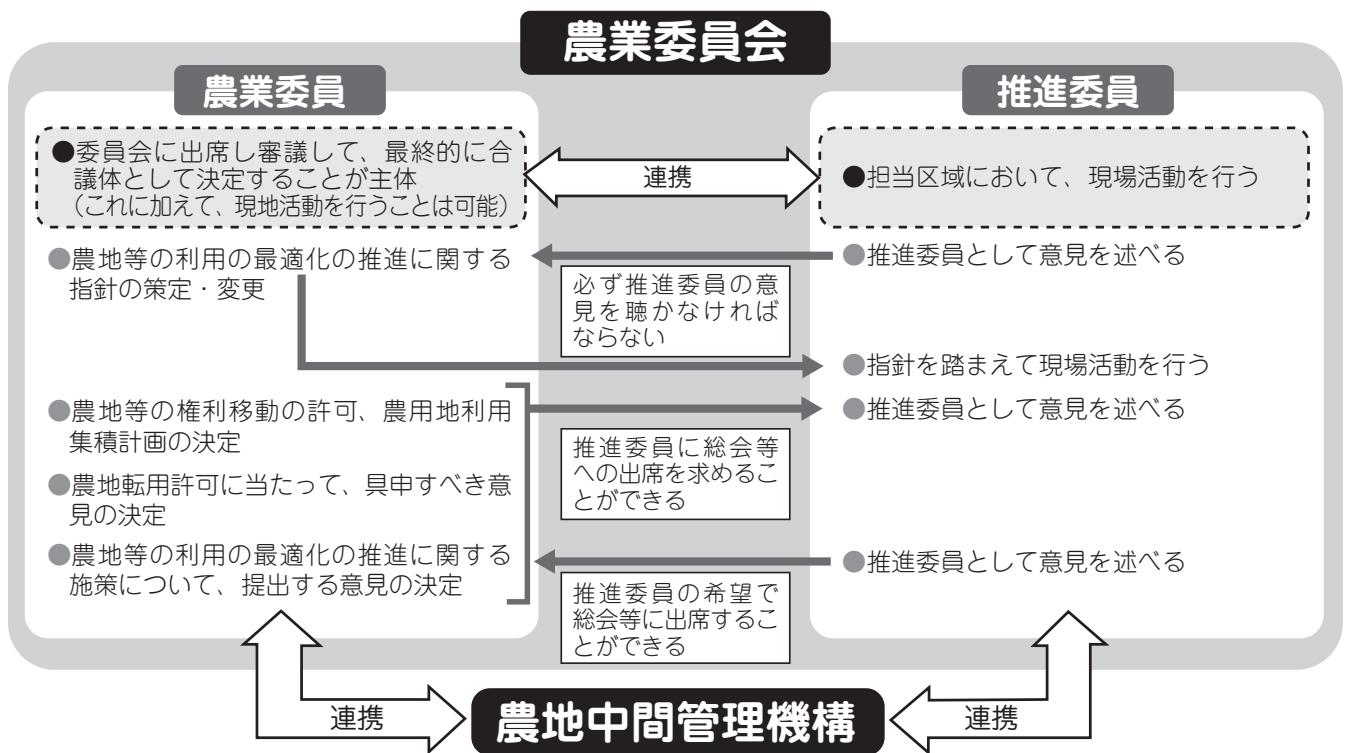 農業委員会
農業委員
●委員会に出席し審議して、最終的に合
議体として決定することが主体
(これに加えて、現地活動を行うことは可能)
●農地等の利用の最適化の推進に関する
指針の策定・変更
●農地等の権利移動の許可、農用地利用
集積計画の決定
●農地転用許可に当たって、具申すべき意
見の決定
●農地等の利用の最適化の推進に関する
施策について、提出する意見の決定
連携
必ず推進委員の意
見を聴かなければ
ならない
推進委員に総会等
への出席を求めるこ
とができる
推進委員の希望で
総会等に出席するこ
とができる
推進委員
●担当区域において、現場活動を行う
●推進委員として意見を述べる
●指針を踏まえて現場活動を行う
●推進委員として意見を述べる
●推進委員として意見を述べる
連携
農地中間管理機構
連携